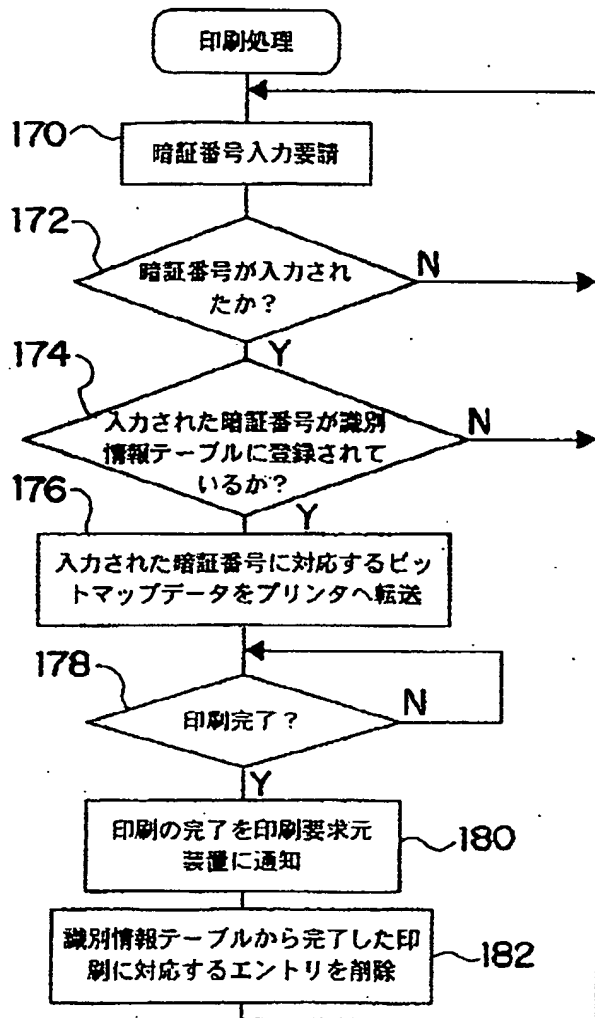 印刷処理
170
暗証番号入力要請
172
暗証番号が入力され
たか?
N
Y
174
入力された暗証番号が識別
情報テーブルに登録されて
いるか?
N
Y
176
入力された暗証番号に対応するビッ
トマップデータをプリンタへ転送
178
印刷完了?
N
Y
印刷の完了を印刷要求元
装置に通知
180
識別情報テーブルから完了した印
刷に対応するエントリを削除
182